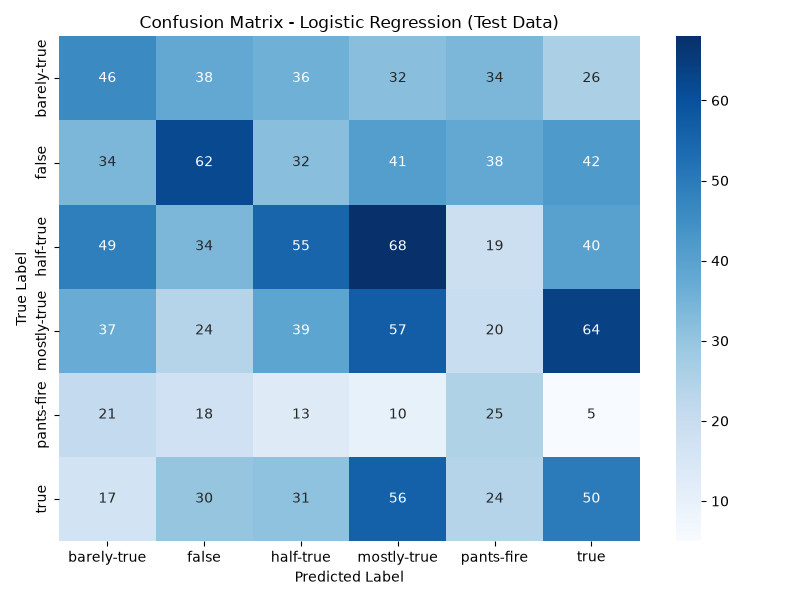 Confusion Matrix - Logistic Regression (Test Data)
True Label
barely-true 46 38 36 32 34 26
false 34 62 32 41 38 42
half-true 49 34 55 68 19 40
mostly-true 37 24 39 57 20 64
pants-fire 21 18 13 10 25 5
true 17 30 31 56 24 50
barely-true false half-true mostly-true pants-fire true
Predicted Label
60
50
40
30
20
10